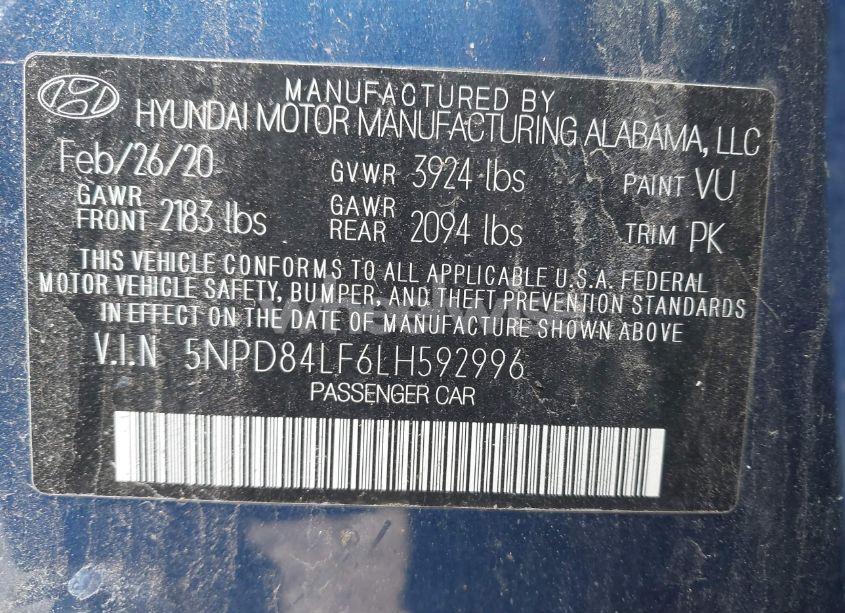 MANUFACTURED BY
HYUNDAI MOTOR MANUFACTURING ALABAMA, LLC
Feb/26/20 GVWR 3924 lbs PAINT VU
GAWR FRONT 2183 lbs GAWR REAR 2094 lbs TRIM PK
THIS VEHICLE CONFORMS TO ALL APPLICABLE U.S.A. FEDERAL
MOTOR VEHICLE SAFETY, BUMPER, AND THEFT PREVENTION STANDARDS
IN EFFECT ON THE DATE OF MANUFACTURE SHOWN ABOVE
V.I.N 5NPD84LF6LH592996
PASSENGER CAR